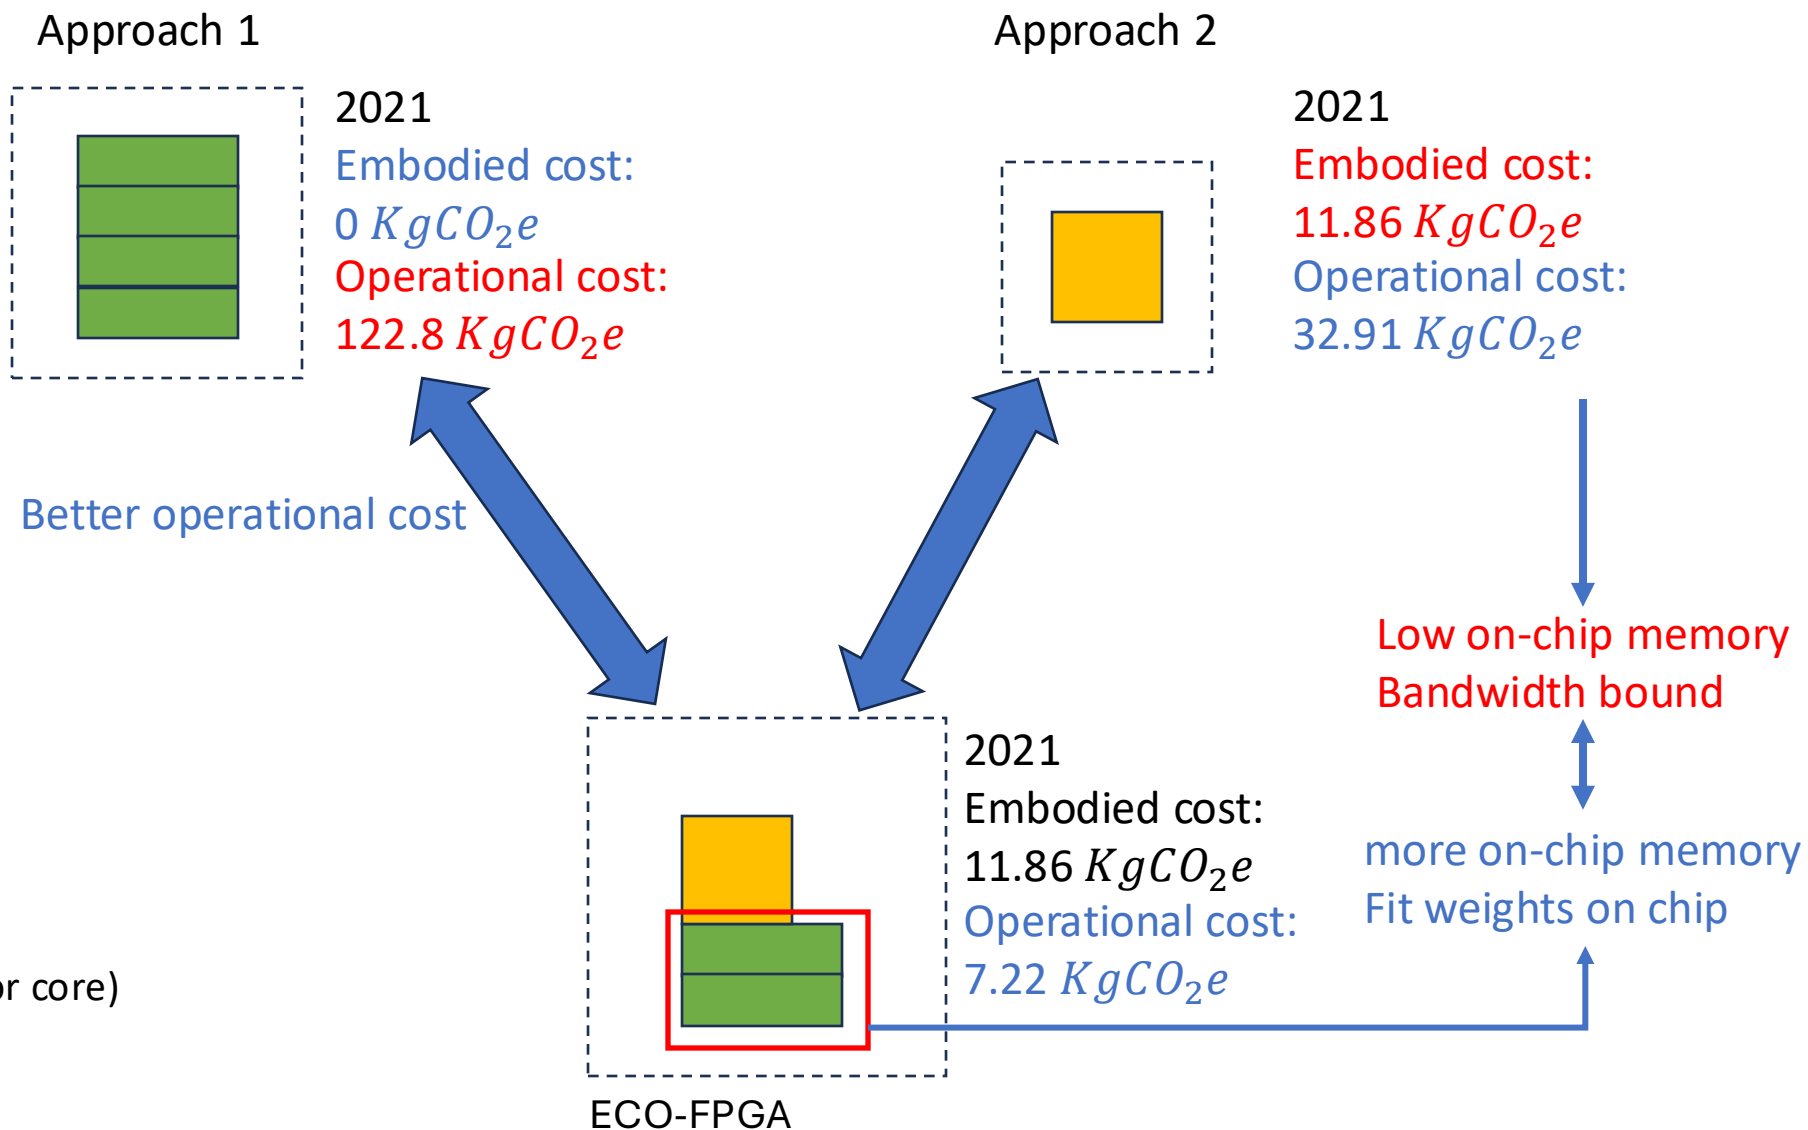 Approach 1
2021
Embodied cost:
0 KgCO₂e
Operational cost:
122.8 KgCO₂e
Approach 2
2021
Embodied cost:
11.86 KgCO₂e
Operational cost:
32.91 KgCO₂e
Better operational cost
Low on-chip memory
Bandwidth bound
2021
Embodied cost:
11.86 KgCO₂e
Operational cost:
7.22 KgCO₂e
more on-chip memory
Fit weights on chip
or core)
ECO-FPGA